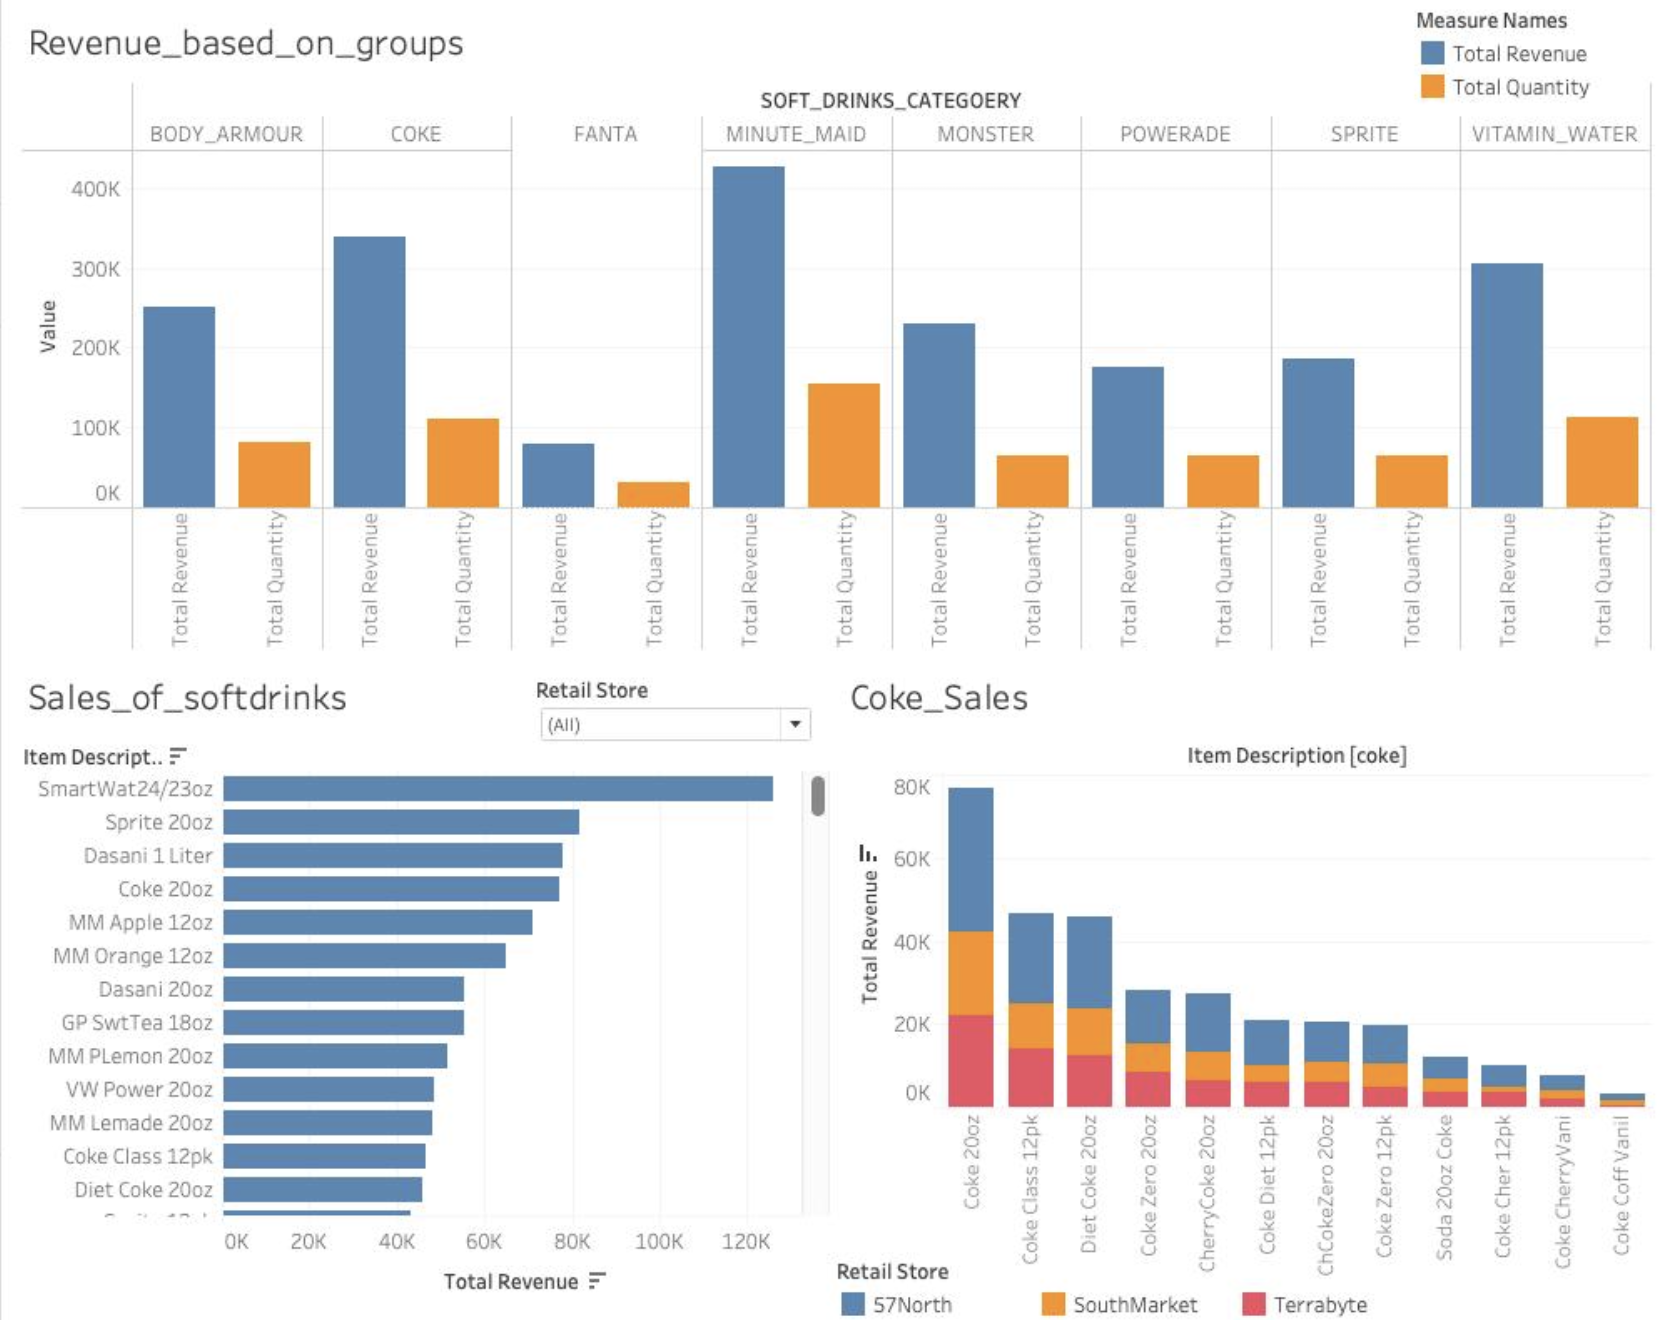 Revenue_based_on_groups
Measure Names
Total Revenue
Total Quantity
SOFT_DRINKS_CATEGOERY
BODY_ARMOUR COKE FANTA MINUTE_MAID MONSTER POWERADE SPRITE VITAMIN_WATER
Value
400K
300K
200K
100K
0K
Total Revenue Total Quantity Total Revenue Total Quantity Total Revenue Total Quantity Total Revenue Total Quantity Total Revenue Total Quantity Total Revenue Total Quantity Total Revenue Total Quantity Total Revenue Total Quantity
Sales_of_softdrinks
Retail Store
(All)
Item Descript..
SmartWat24/23oz
Sprite 20oz
Dasani 1 Liter
Coke 20oz
MM Apple 12oz
MM Orange 12oz
Dasani 20oz
GP SwtTea 18oz
MM PLemon 20oz
VW Power 20oz
MM Lemade 20oz
Coke Class 12pk
Diet Coke 20oz
0K 20K 40K 60K 80K 100K 120K
Total Revenue
Coke_Sales
Item Description [coke]
Total Revenue
80K
60K
40K
20K
0K
Coke 20oz
Coke Class 12pk
Diet Coke 20oz
Coke Zero 20oz
CherryCoke 20oz
Coke Diet 12pk
ChCokeZero 20oz
Coke Zero 12pk
Soda 20oz Coke
Coke Cher 12pk
Coke CherryVani
Coke Coff Vanil
Retail Store
57North SouthMarket Terrabyte